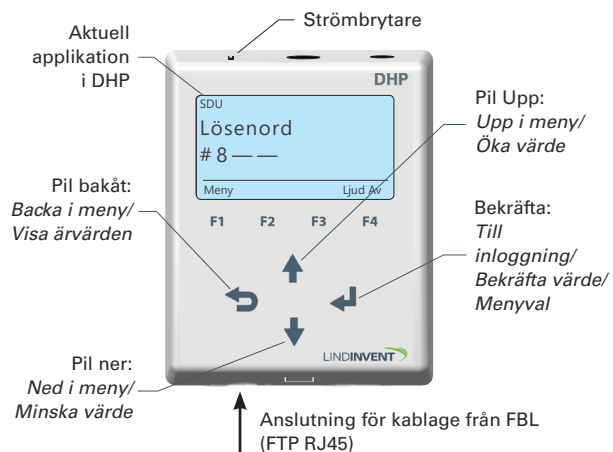 Strömbrytare
Aktuell
applikation
i DHP
DHP
SDU
Lösenord
# 8 — —
Meny Ljud Av
F1 F2 F3 F4
Pil Upp:
Upp i meny/
Öka värde
Pil bakåt:
Backa i meny/
Visa ärvärden
Bekräfta:
Till
inloggning/
Bekräfta värde/
Menyval
LINDINVENT
Pil ner:
Ned i meny/
Minska värde
Anslutning för kablage från FBL
(FTP RJ45)